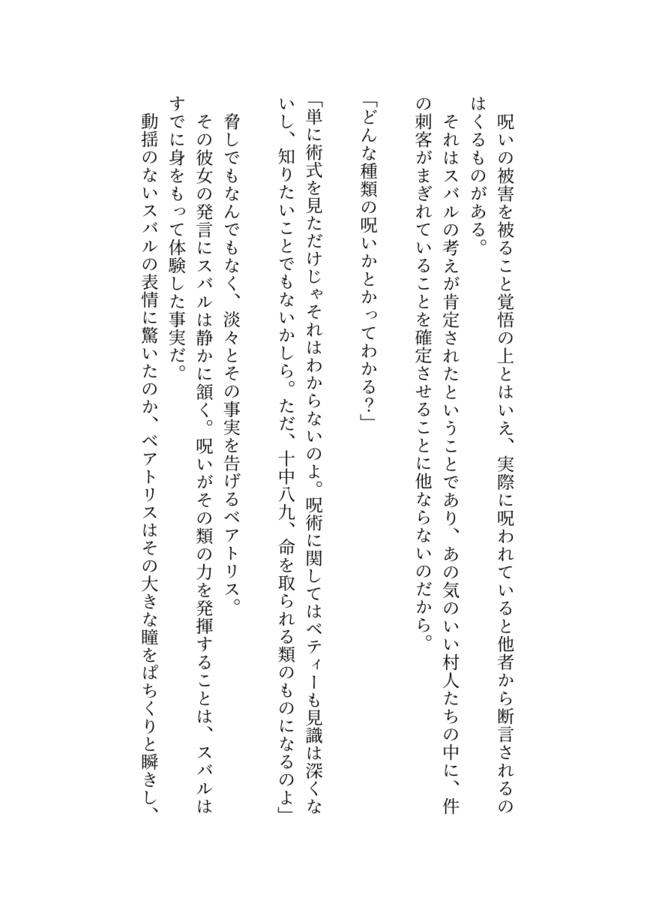 呪いの被害を被ること覚悟の上とはいえ、実際に呪われていると他者から断言されるの
はくるものがある。
　それはスバルの考えが肯定されたということであり、あの気のいい村人たちの中に、件
の刺客がまぎれていることを確定させることに他ならないのだから。
「どんな種類の呪いかとかってわかる？」
「単に術式を見ただけじゃそれはわからないのよ。呪術に関してはベティーも見識は深くな
いし、知りたいことでもないかしら。ただ、十中八九、命を取られる類のものになるのよ」
　脅しでもなんでもなく、淡々とその事実を告げるベアトリス。
　その彼女の発言にスバルは静かに頷く。呪いがその類の力を発揮することは、スバルは
すでに身をもって体験した事実だ。
　動揺のないスバルの表情に驚いたのか、ベアトリスはその大きな瞳をぱちくりと瞬きし、